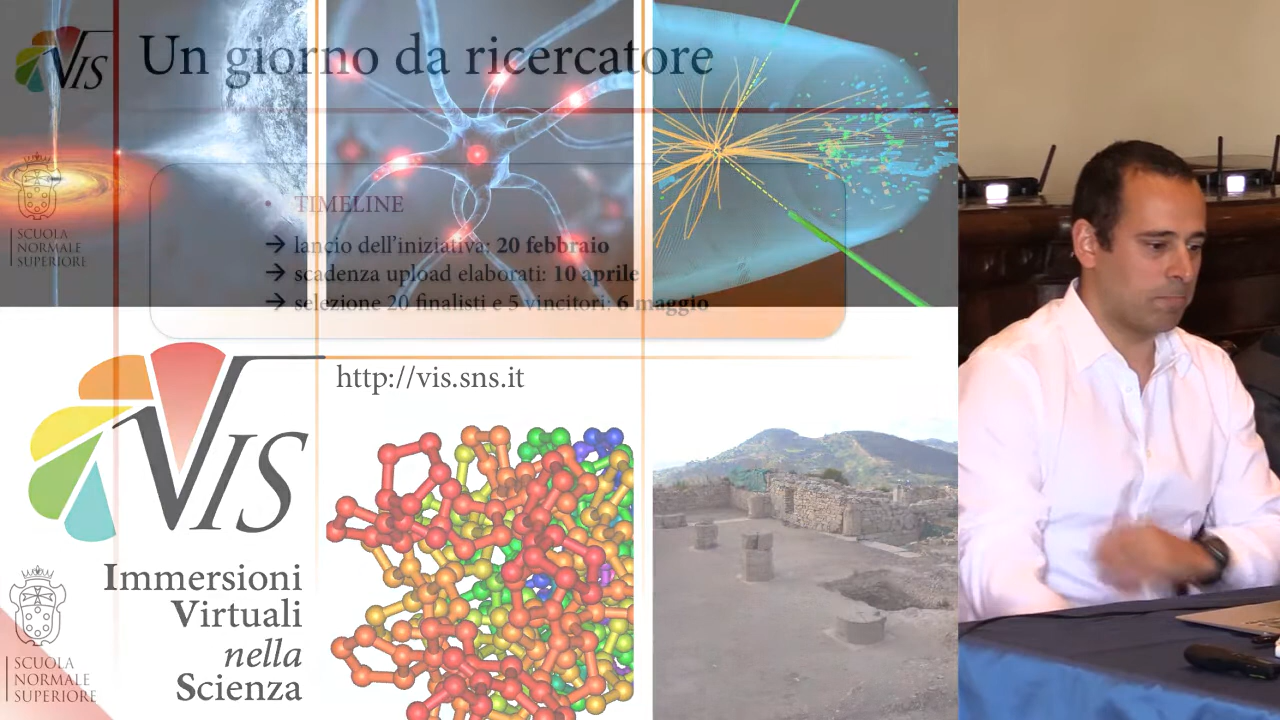 VIS
Un giorno da ricercatore
SCUOLA
NORMALE
SUPERIORE
• TIMELINE
→ lancio dell'iniziativa: 20 febbraio
→ scadenza upload elaborati: 10 aprile
→ selezione 20 finalisti e 5 vincitori: 6 maggio
http://vis.sns.it
VIS
Immersioni
Virtuali
nella
Scienza
SCUOLA
NORMALE
SUPERIORE